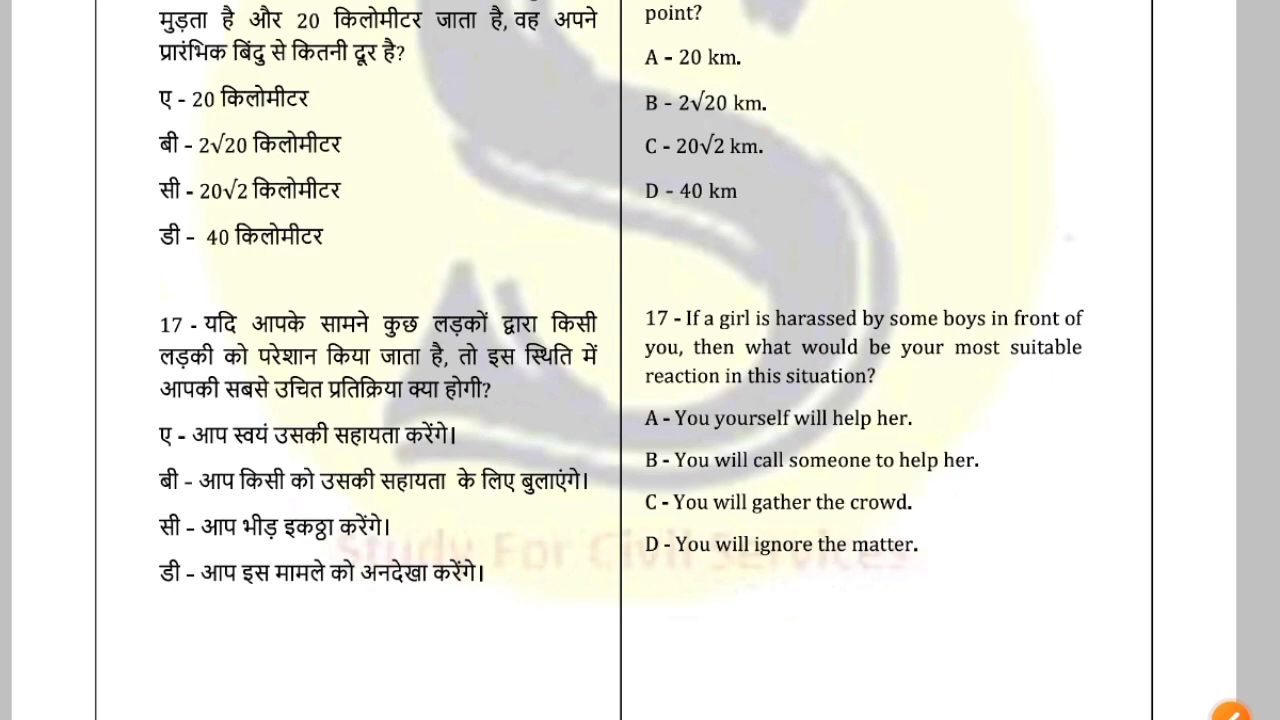 मुड़ता है और 20 किलोमीटर जाता है, वह अपने
प्रारंभिक बिंदु से कितनी दूर है?
ए - 20 किलोमीटर
बी - 2√20 किलोमीटर
सी - 20√2 किलोमीटर
डी - 40 किलोमीटर
17 - यदि आपके सामने कुछ लड़कों द्वारा किसी
लड़की को परेशान किया जाता है, तो इस स्थिति में
आपकी सबसे उचित प्रतिक्रिया क्या होगी?
ए - आप स्वयं उसकी सहायता करेंगे।
बी - आप किसी को उसकी सहायता के लिए बुलाएंगे।
सी - आप भीड़ इकठ्ठा करेंगे।
डी - आप इस मामले को अनदेखा करेंगे।
point?
A - 20 km.
B - 2√20 km.
C - 20√2 km.
D - 40 km
17 - If a girl is harassed by some boys in front of
you, then what would be your most suitable
reaction in this situation?
A - You yourself will help her.
B - You will call someone to help her.
C - You will gather the crowd.
D - You will ignore the matter.
Study For Civil Services